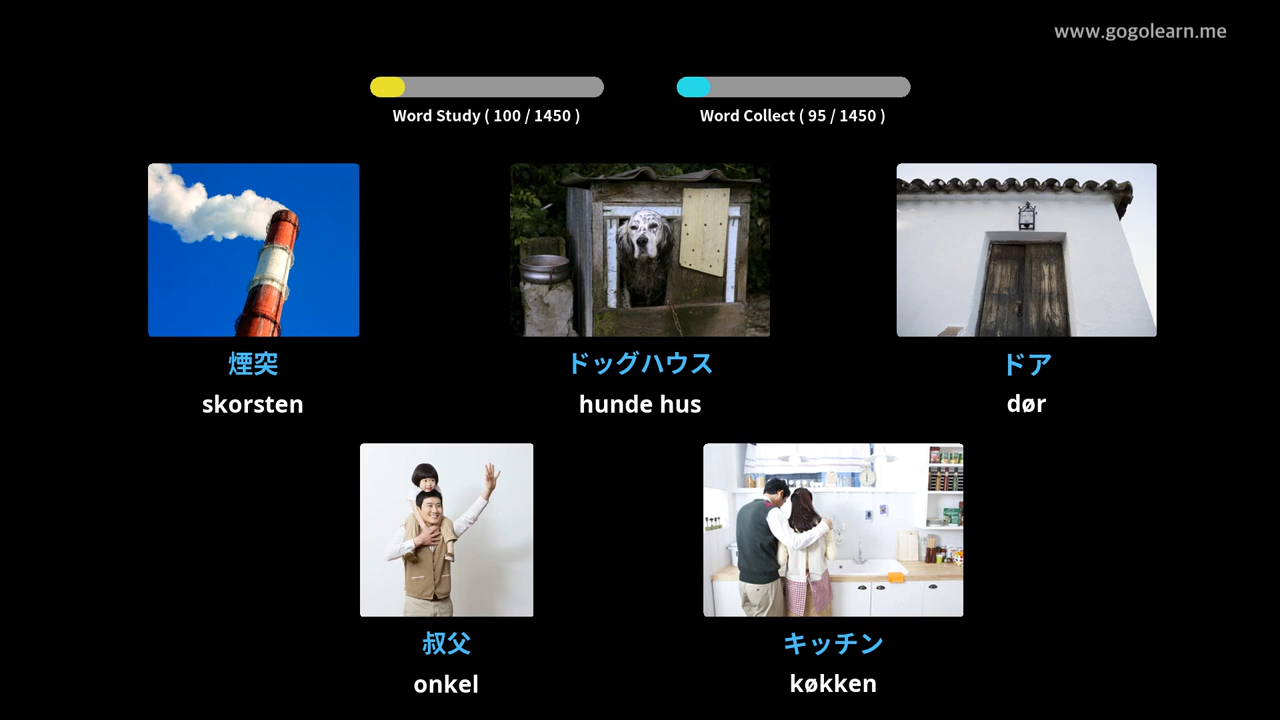 www.gogolearn.me
Word Study ( 100 / 1450 )
Word Collect ( 95 / 1450 )
煙突
skorsten
ドッグハウス
hunde hus
ドア
dør
叔父
onkel
キッチン
køkken